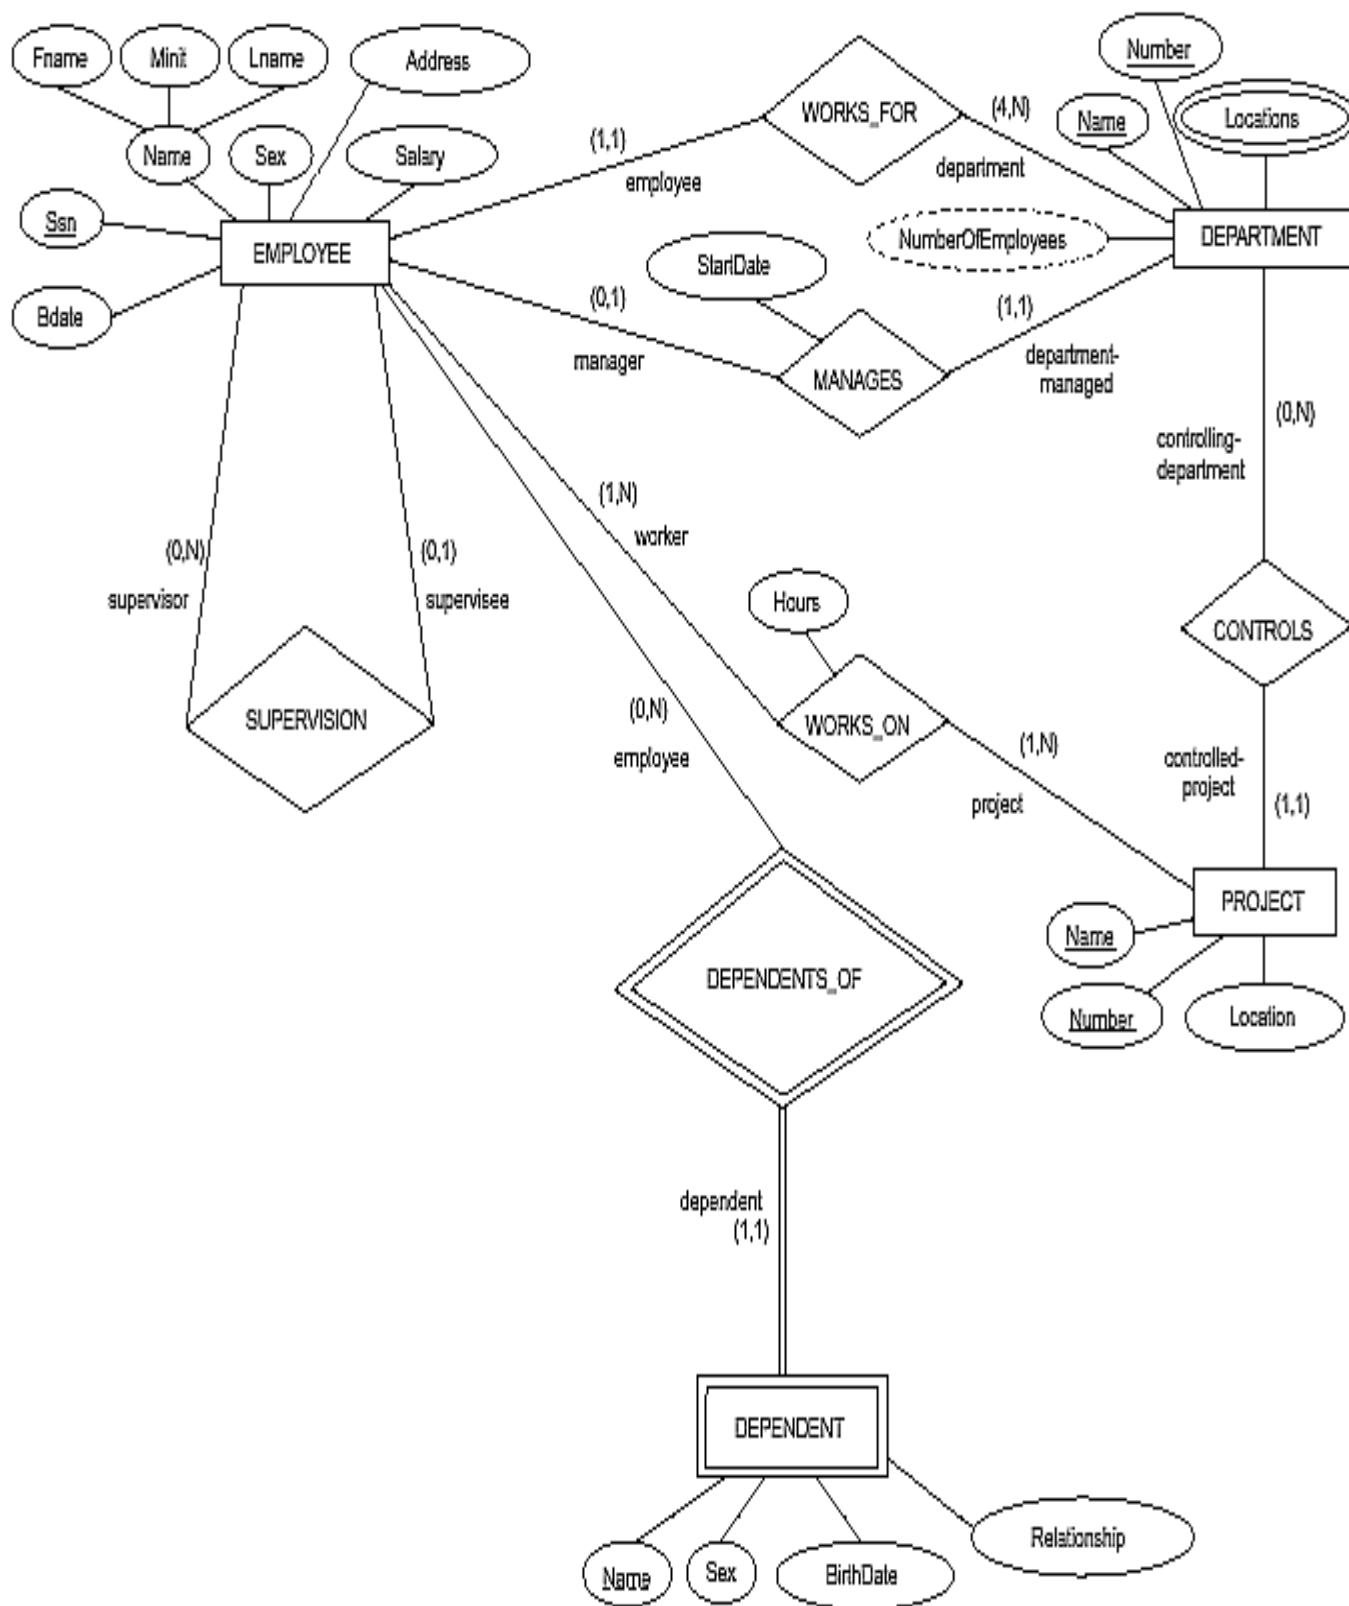 Fname
Minit
Lname
Address
Name
Sex
Salary
Ssn
Bdate
EMPLOYEE
WORKS_FOR
(1,1)
employee
(4,N)
department
Number
Name
Locations
NumberOfEmployees
DEPARTMENT
StartDate
(0,1)
manager
MANAGES
(1,1)
department-
managed
(0,N)
controlling-
department
CONTROLS
controlled-
project
(1,1)
(0,N)
supervisor
(0,1)
supervisee
SUPERVISION
(1,N)
worker
Hours
WORKS_ON
(1,N)
project
(0,N)
employee
PROJECT
Name
Number
Location
DEPENDENTS_OF
dependent
(1,1)
DEPENDENT
Name
Sex
BirthDate
Relationship